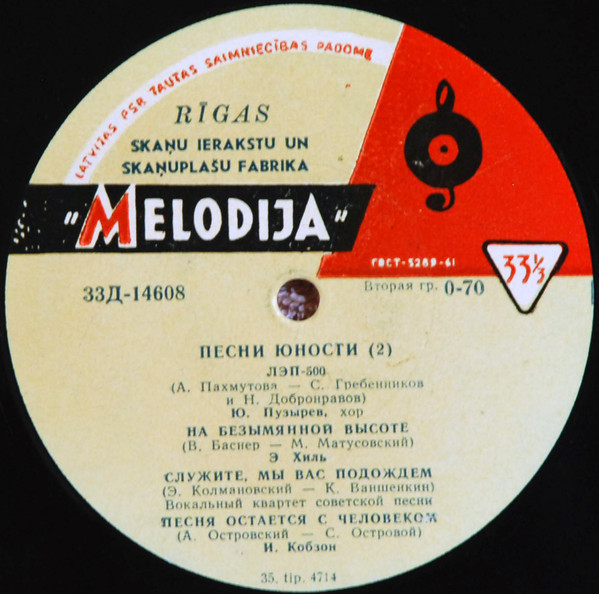 LATVIJAS PSR TAUTAS SAIMNIECĪBAS PADOME
RĪGAS
SKAŅU IERAKSTU UN
SKAŅUPLAŠU FABRIKA
"MELODIJA"
ГОСТ-5289-61
33⅓
33Д-14608
Вторая гр. 0-70
ПЕСНИ ЮНОСТИ (2)
ЛЭП-500
(А. Пахмутова — С. Гребенников
и Н. Добронравов)
Ю. Пузырев, хор
НА БЕЗЫМЯННОЙ ВЫСОТЕ
(В. Баснер — М. Матусовский)
Э Хиль
СЛУЖИТЕ, МЫ ВАС ПОДОЖДЕМ
(Э. Колмановский — К. Ваншенкин)
Вокальный квартет советской песни
ПЕСНЯ ОСТАЕТСЯ С ЧЕЛОВЕКОМ
(А. Островский — С. Островой)
И. Кобзон
35. tip. 4714